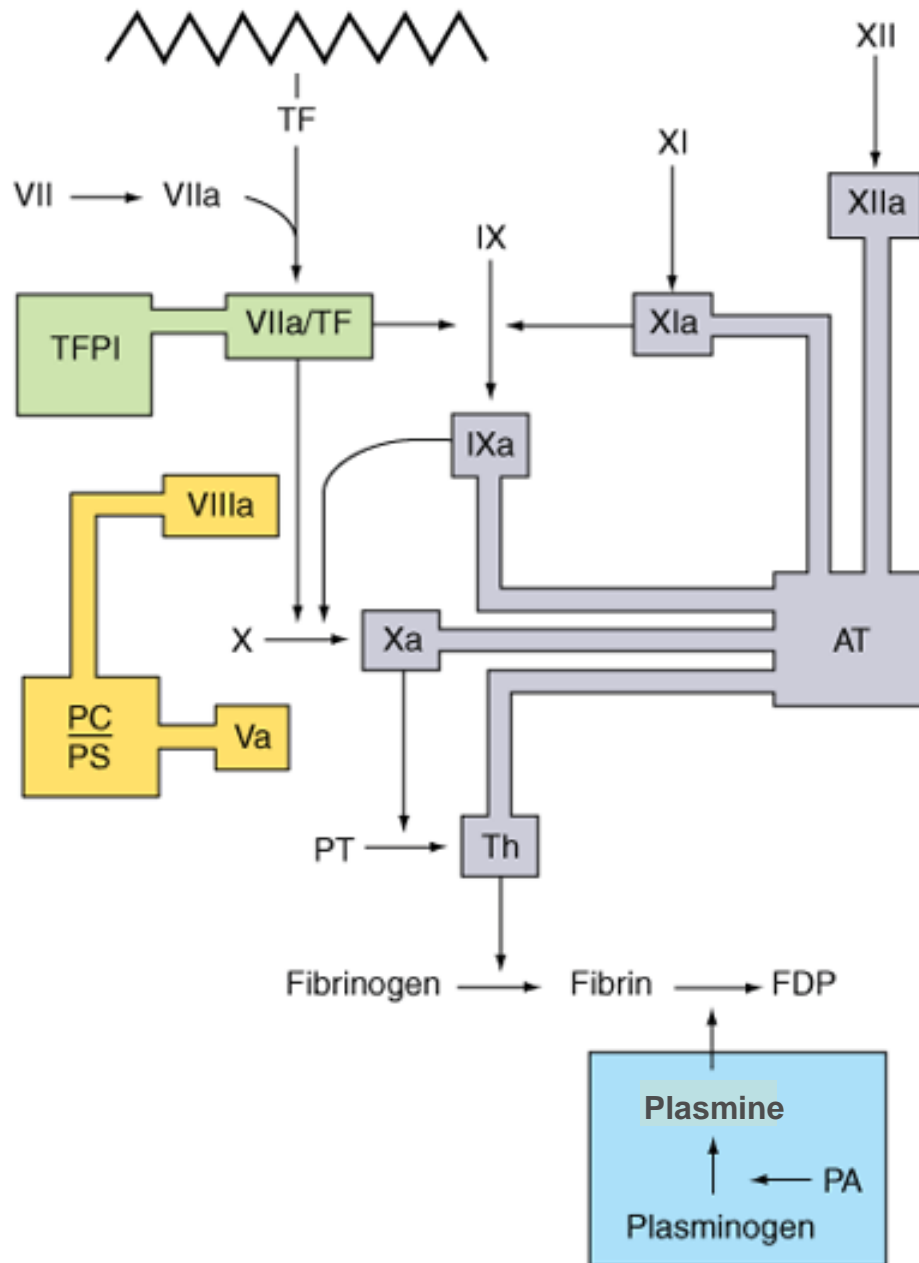 XII
TF
XI
VII
VIIa
XIIa
IX
TFPI
VIIa/TF
XIa
IXa
VIIIa
X
Xa
AT
PC
PS
Va
PT
Th
Fibrinogen
Fibrin
FDP
Plasmine
PA
Plasminogen